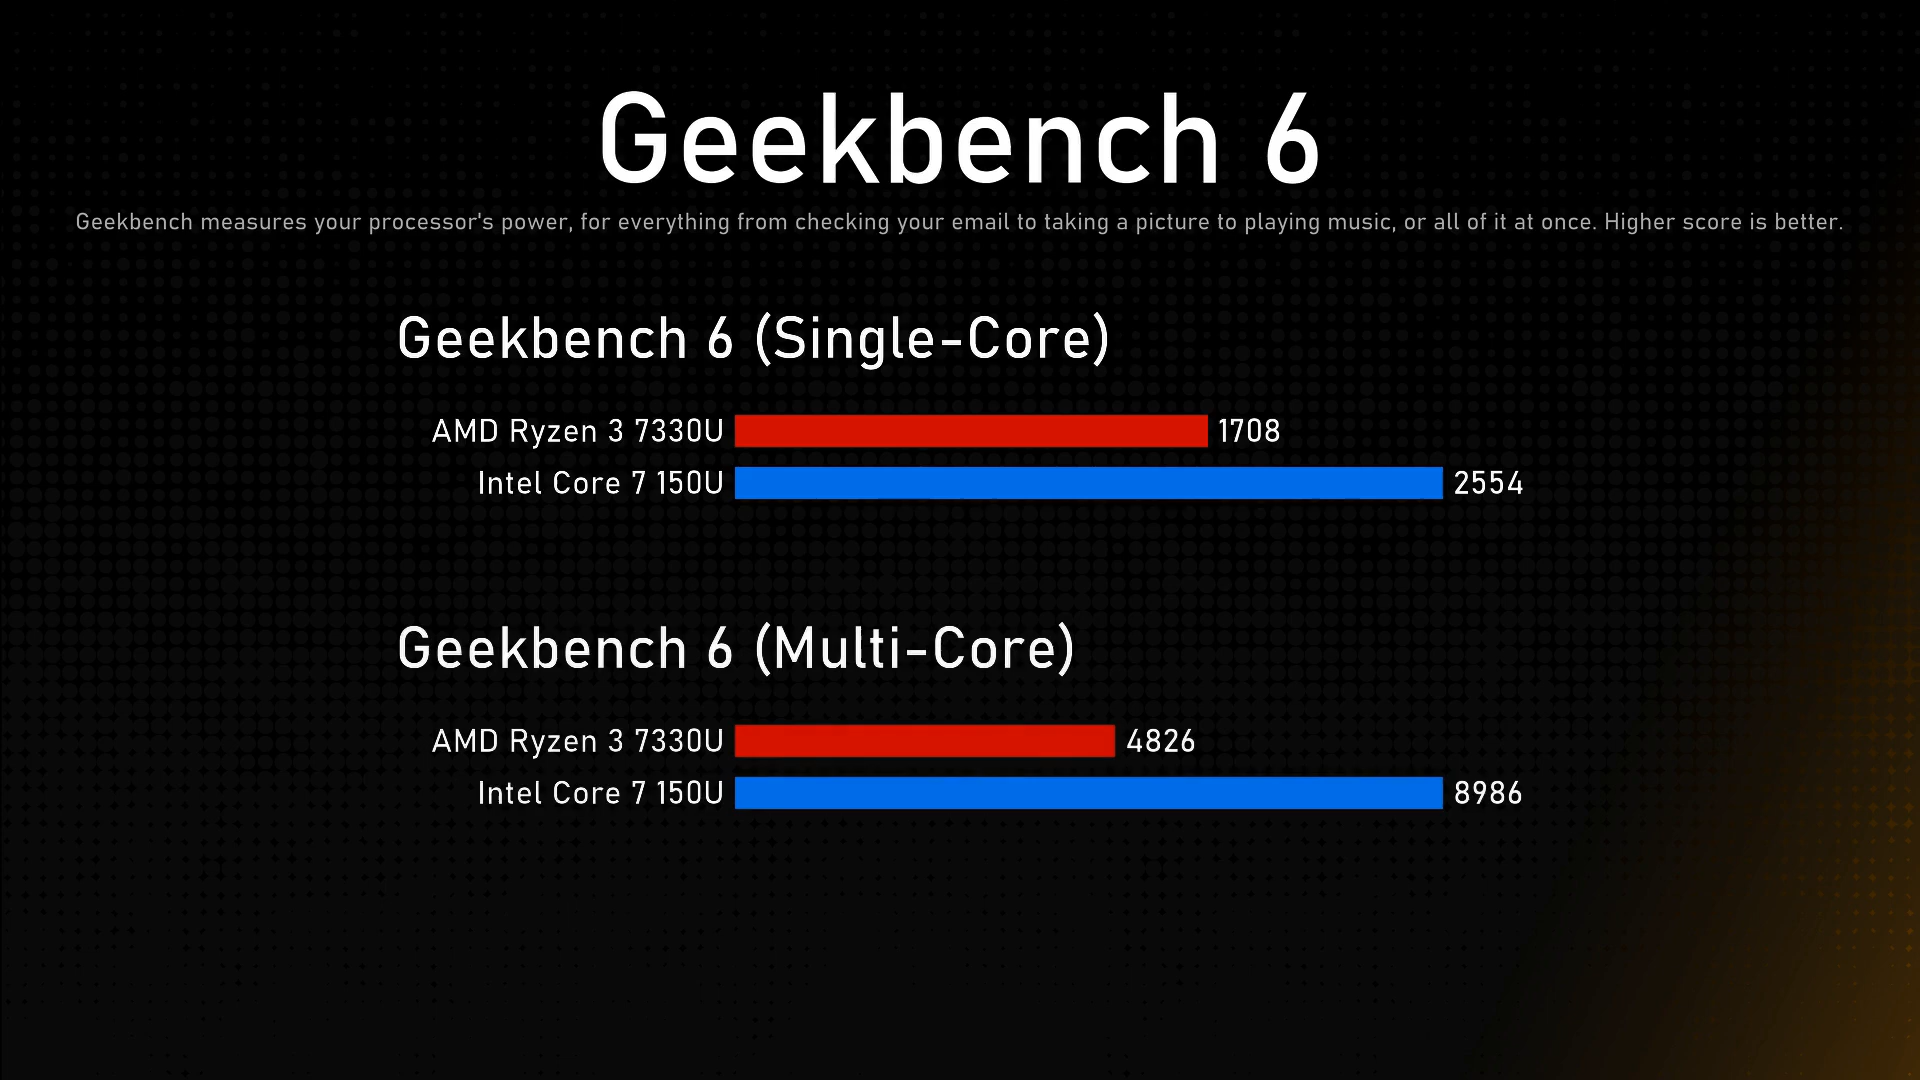 Geekbench 6
Geekbench measures your processor's power, for everything from checking your email to taking a picture to playing music, or all of it at once. Higher score is better.
Geekbench 6 (Single-Core)
AMD Ryzen 3 7330U 1708
Intel Core 7 150U 2554
Geekbench 6 (Multi-Core)
AMD Ryzen 3 7330U 4826
Intel Core 7 150U 8986